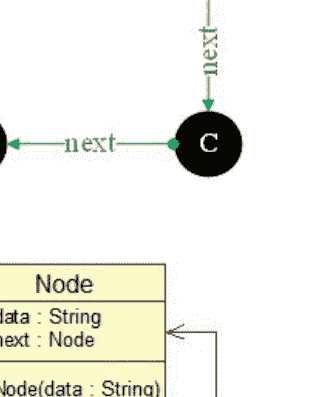 next
C
next
Node
data : String
next : Node
Node(data : String)